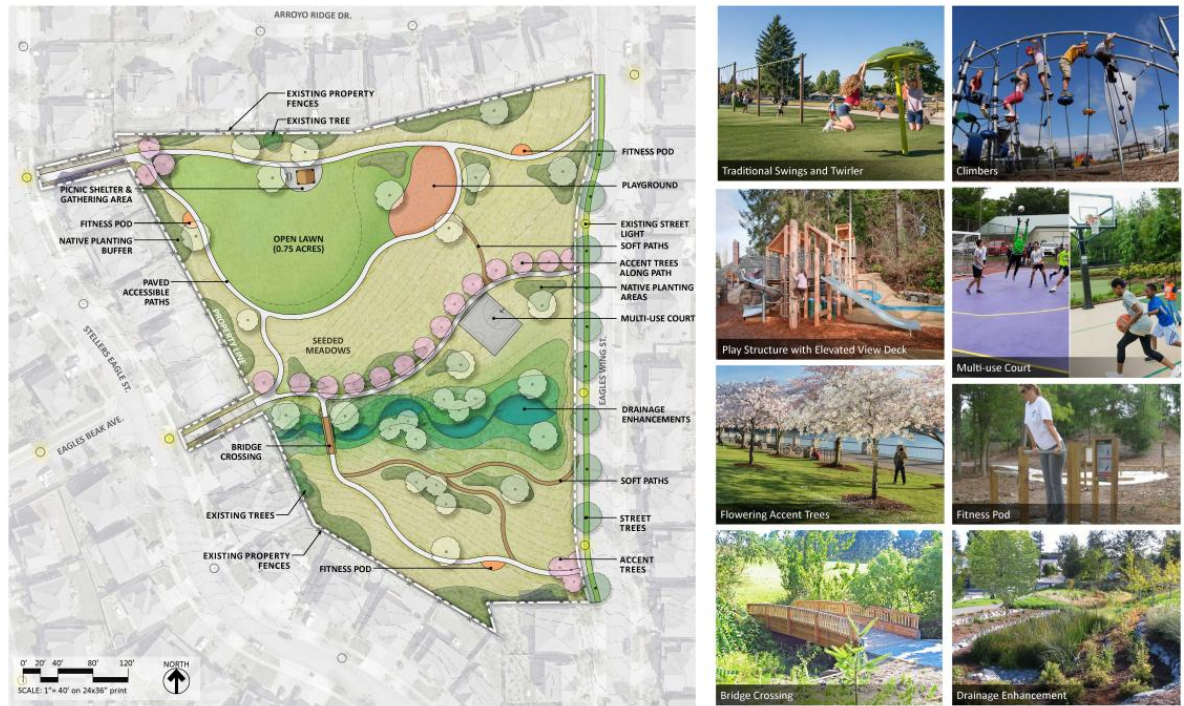 ARROYO RIDGE DR.
EXISTING PROPERTY
FENCES
EXISTING TREE
PICNIC SHELTER &
GATHERING AREA
FITNESS POD
NATIVE PLANTING
BUFFER
PAVED
ACCESSIBLE
PATHS
OPEN LAWN
(0.75 ACRES)
PROPERTY LINE
SEEDED
MEADOWS
STELLERS EAGLE ST.
EAGLES BEAK AVE.
BRIDGE
CROSSING
EXISTING TREES
EXISTING PROPERTY
FENCES
FITNESS POD
FITNESS POD
PLAYGROUND
EXISTING STREET
LIGHT
SOFT PATHS
ACCENT TREES
ALONG PATH
NATIVE PLANTING
AREAS
MULTI-USE COURT
EAGLES WING ST.
DRAINAGE
ENHANCEMENTS
SOFT PATHS
STREET
TREES
ACCENT
TREES
0' 20' 40' 80' 120'
SCALE: 1"= 40' on 24x36" print
NORTH
Traditional Swings and Twirler
Climbers
Play Structure with Elevated View Deck
Multi-use Court
Flowering Accent Trees
Fitness Pod
Bridge Crossing
Drainage Enhancement